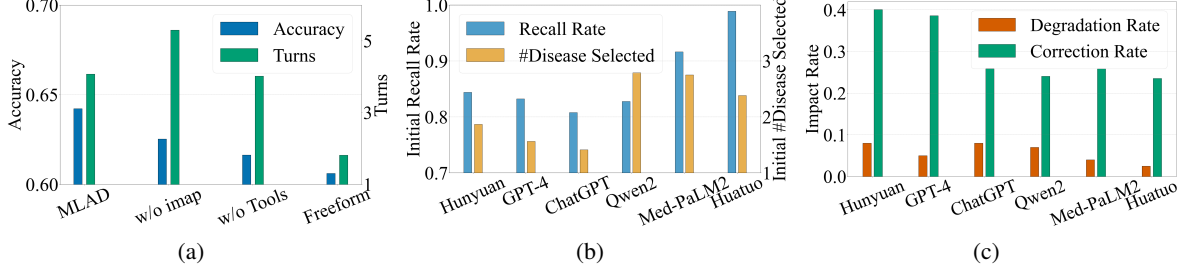 0.70
0.65
0.60
Accuracy
Accuracy
Turns
5
3
1
Turns
MLAD
w/o imap
w/o Tools
Freeform
(a)
1.0
0.9
0.8
0.7
Initial Recall Rate
Recall Rate
#Disease Selected
3
2
1
Initial #Disease Selected
Hunyuan
GPT-4
ChatGPT
Qwen2
Med-PaLM2
Huatuo
(b)
0.4
0.3
0.2
0.1
0.0
Impact Rate
Degradation Rate
Correction Rate
Hunyuan
GPT-4
ChatGPT
Qwen2
Med-PaLM2
Huatuo
(c)